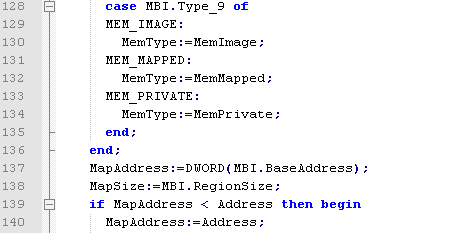 128 case MBI.Type_9 of
129 MEM_IMAGE:
130 MemType:=MemImage;
131 MEM_MAPPED:
132 MemType:=MemMapped;
133 MEM_PRIVATE:
134 MemType:=MemPrivate;
135 end;
136 end;
137 MapAddress:=DWORD(MBI.BaseAddress);
138 MapSize:=MBI.RegionSize;
139 if MapAddress < Address then begin
140 MapAddress:=Address;